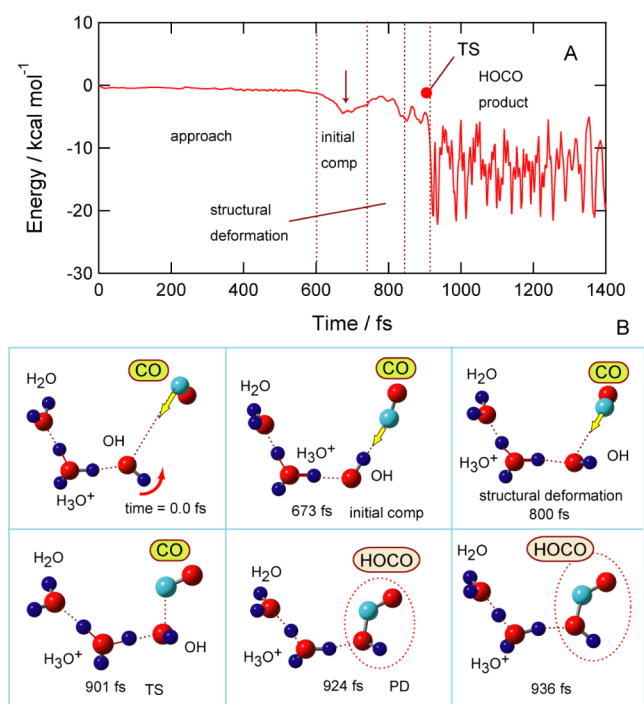 10
0
-10
-20
-30
Energy / kcal mol⁻¹
A
TS
HOCO
product
approach
initial
comp
structural
deformation
0
200
400
600
800
1000
1200
1400
Time / fs
B
CO
H₂O
OH
H₃O⁺
time = 0.0 fs
CO
H₂O
H₃O⁺
OH
673 fs
initial comp
CO
H₂O
H₃O⁺
OH
structural deformation
800 fs
CO
H₂O
H₃O⁺
OH
901 fs
TS
HOCO
H₂O
H₃O⁺
924 fs
PD
HOCO
H₂O
H₃O⁺
936 fs